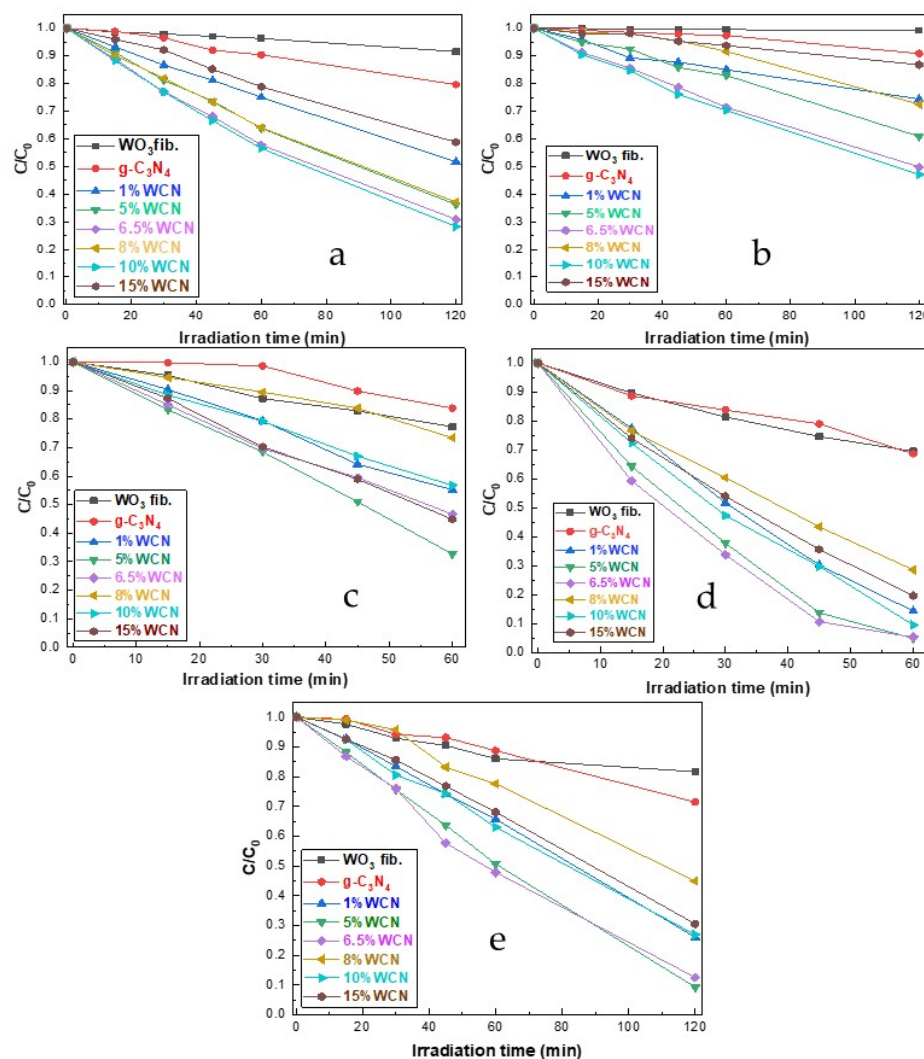 C/C0
1.0
0.9
0.8
0.7
0.6
0.5
0.4
0.3
0.2
0.1
0.0
WO3fib.
g-C3N4
1% WCN
5% WCN
6.5% WCN
8% WCN
10% WCN
15% WCN
a
0 20 40 60 80 100 120
Irradiation time (min)
C/C0
1.0
0.9
0.8
0.7
0.6
0.5
0.4
0.3
0.2
0.1
0.0
WO3 fib.
g-C3N4
1% WCN
5% WCN
6.5% WCN
8% WCN
10% WCN
15% WCN
b
0 20 40 60 80 100 120
Irradiation time (min)
C/C0
1.0
0.9
0.8
0.7
0.6
0.5
0.4
0.3
0.2
0.1
0.0
WO3 fib.
g-C3N4
1% WCN
5% WCN
6.5% WCN
8% WCN
10% WCN
15% WCN
c
0 10 20 30 40 50 60
Irradiation time (min)
C/C0
1.0
0.9
0.8
0.7
0.6
0.5
0.4
0.3
0.2
0.1
0.0
WO3 fib.
g-C3N4
1% WCN
5% WCN
6.5% WCN
8% WCN
10% WCN
15% WCN
d
0 10 20 30 40 50 60
Irradiation time (min)
C/C0
1.0
0.9
0.8
0.7
0.6
0.5
0.4
0.3
0.2
0.1
0.0
WO3 fib.
g-C3N4
1% WCN
5% WCN
6.5% WCN
8% WCN
10% WCN
15% WCN
e
0 20 40 60 80 100 120
Irradiation time (min)